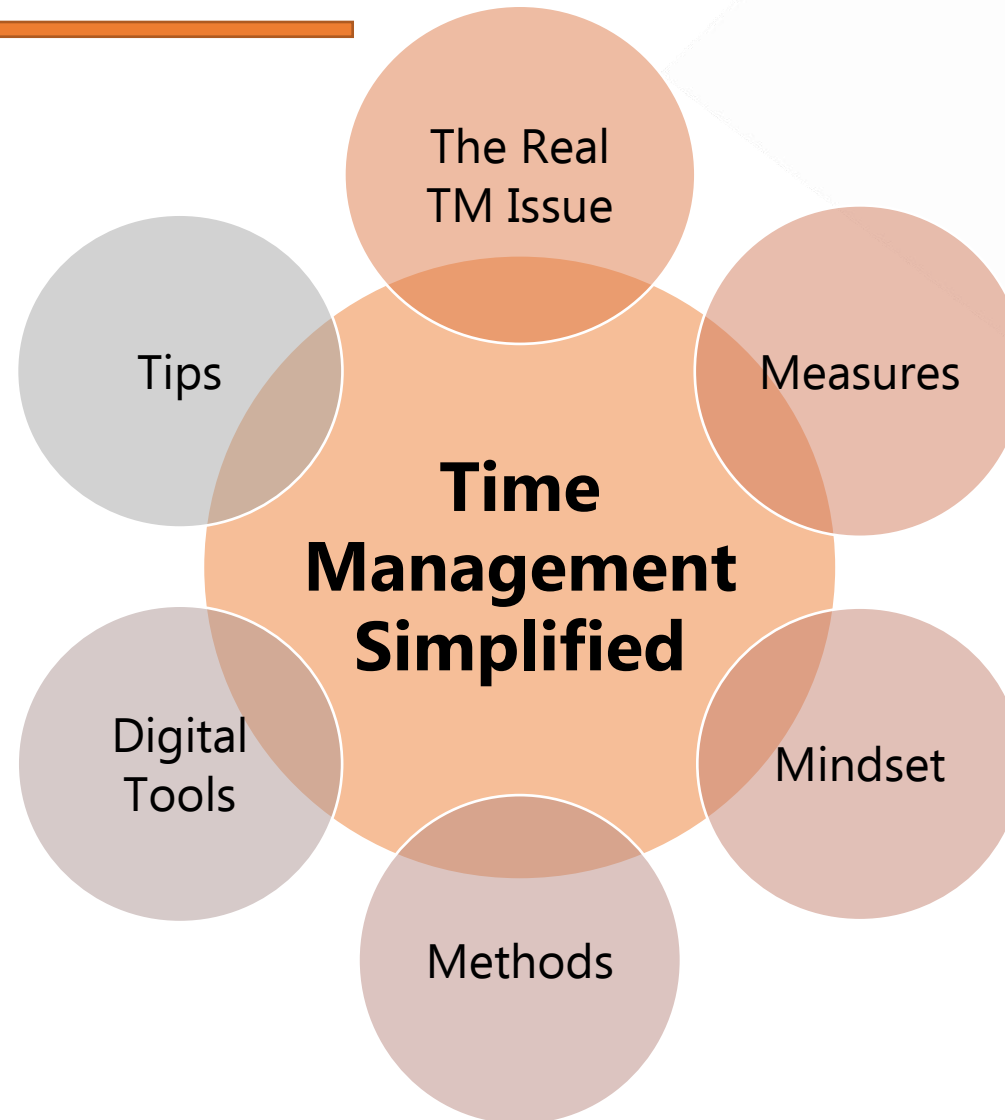 The Real
TM Issue
Measures
Mindset
Methods
Digital
Tools
Tips
Time
Management
Simplified